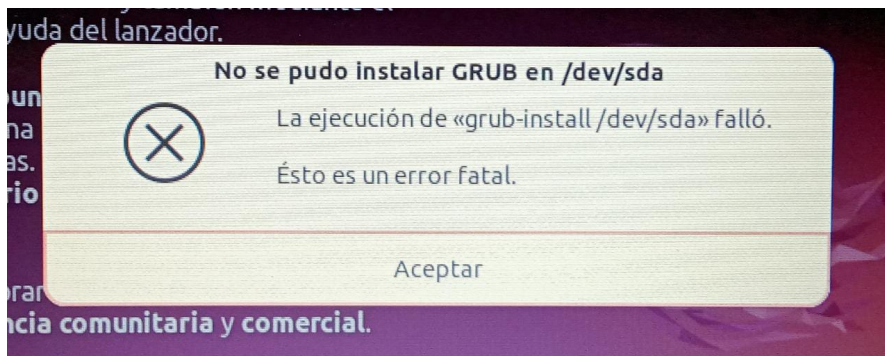 yuda del lanzador.
No se pudo instalar GRUB en /dev/sda
La ejecución de «grub-install /dev/sda» falló.
Ésto es un error fatal.
Aceptar
ncia comunitaria y comercial.